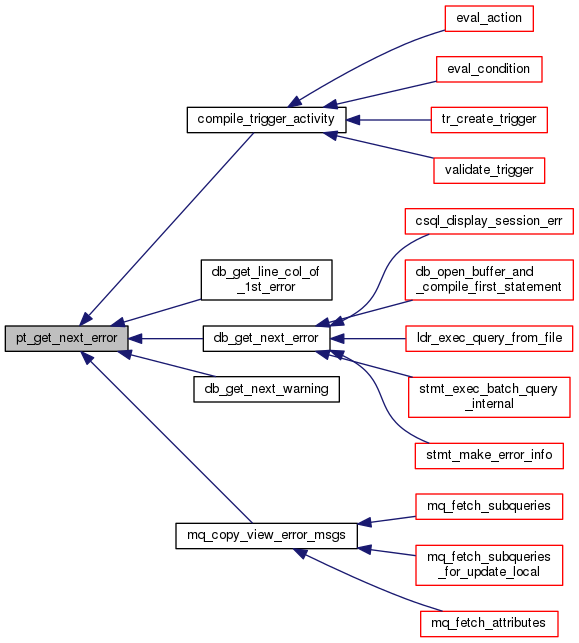 eval_action
eval_condition
compile_trigger_activity
tr_create_trigger
validate_trigger
csql_display_session_err
db_get_line_col_of
_1st_error
db_open_buffer_and
_compile_first_statement
pt_get_next_error
db_get_next_error
ldr_exec_query_from_file
db_get_next_warning
stmt_exec_batch_query
_internal
stmt_make_error_info
mq_fetch_subqueries
mq_copy_view_error_msgs
mq_fetch_subqueries
_for_update_local
mq_fetch_attributes